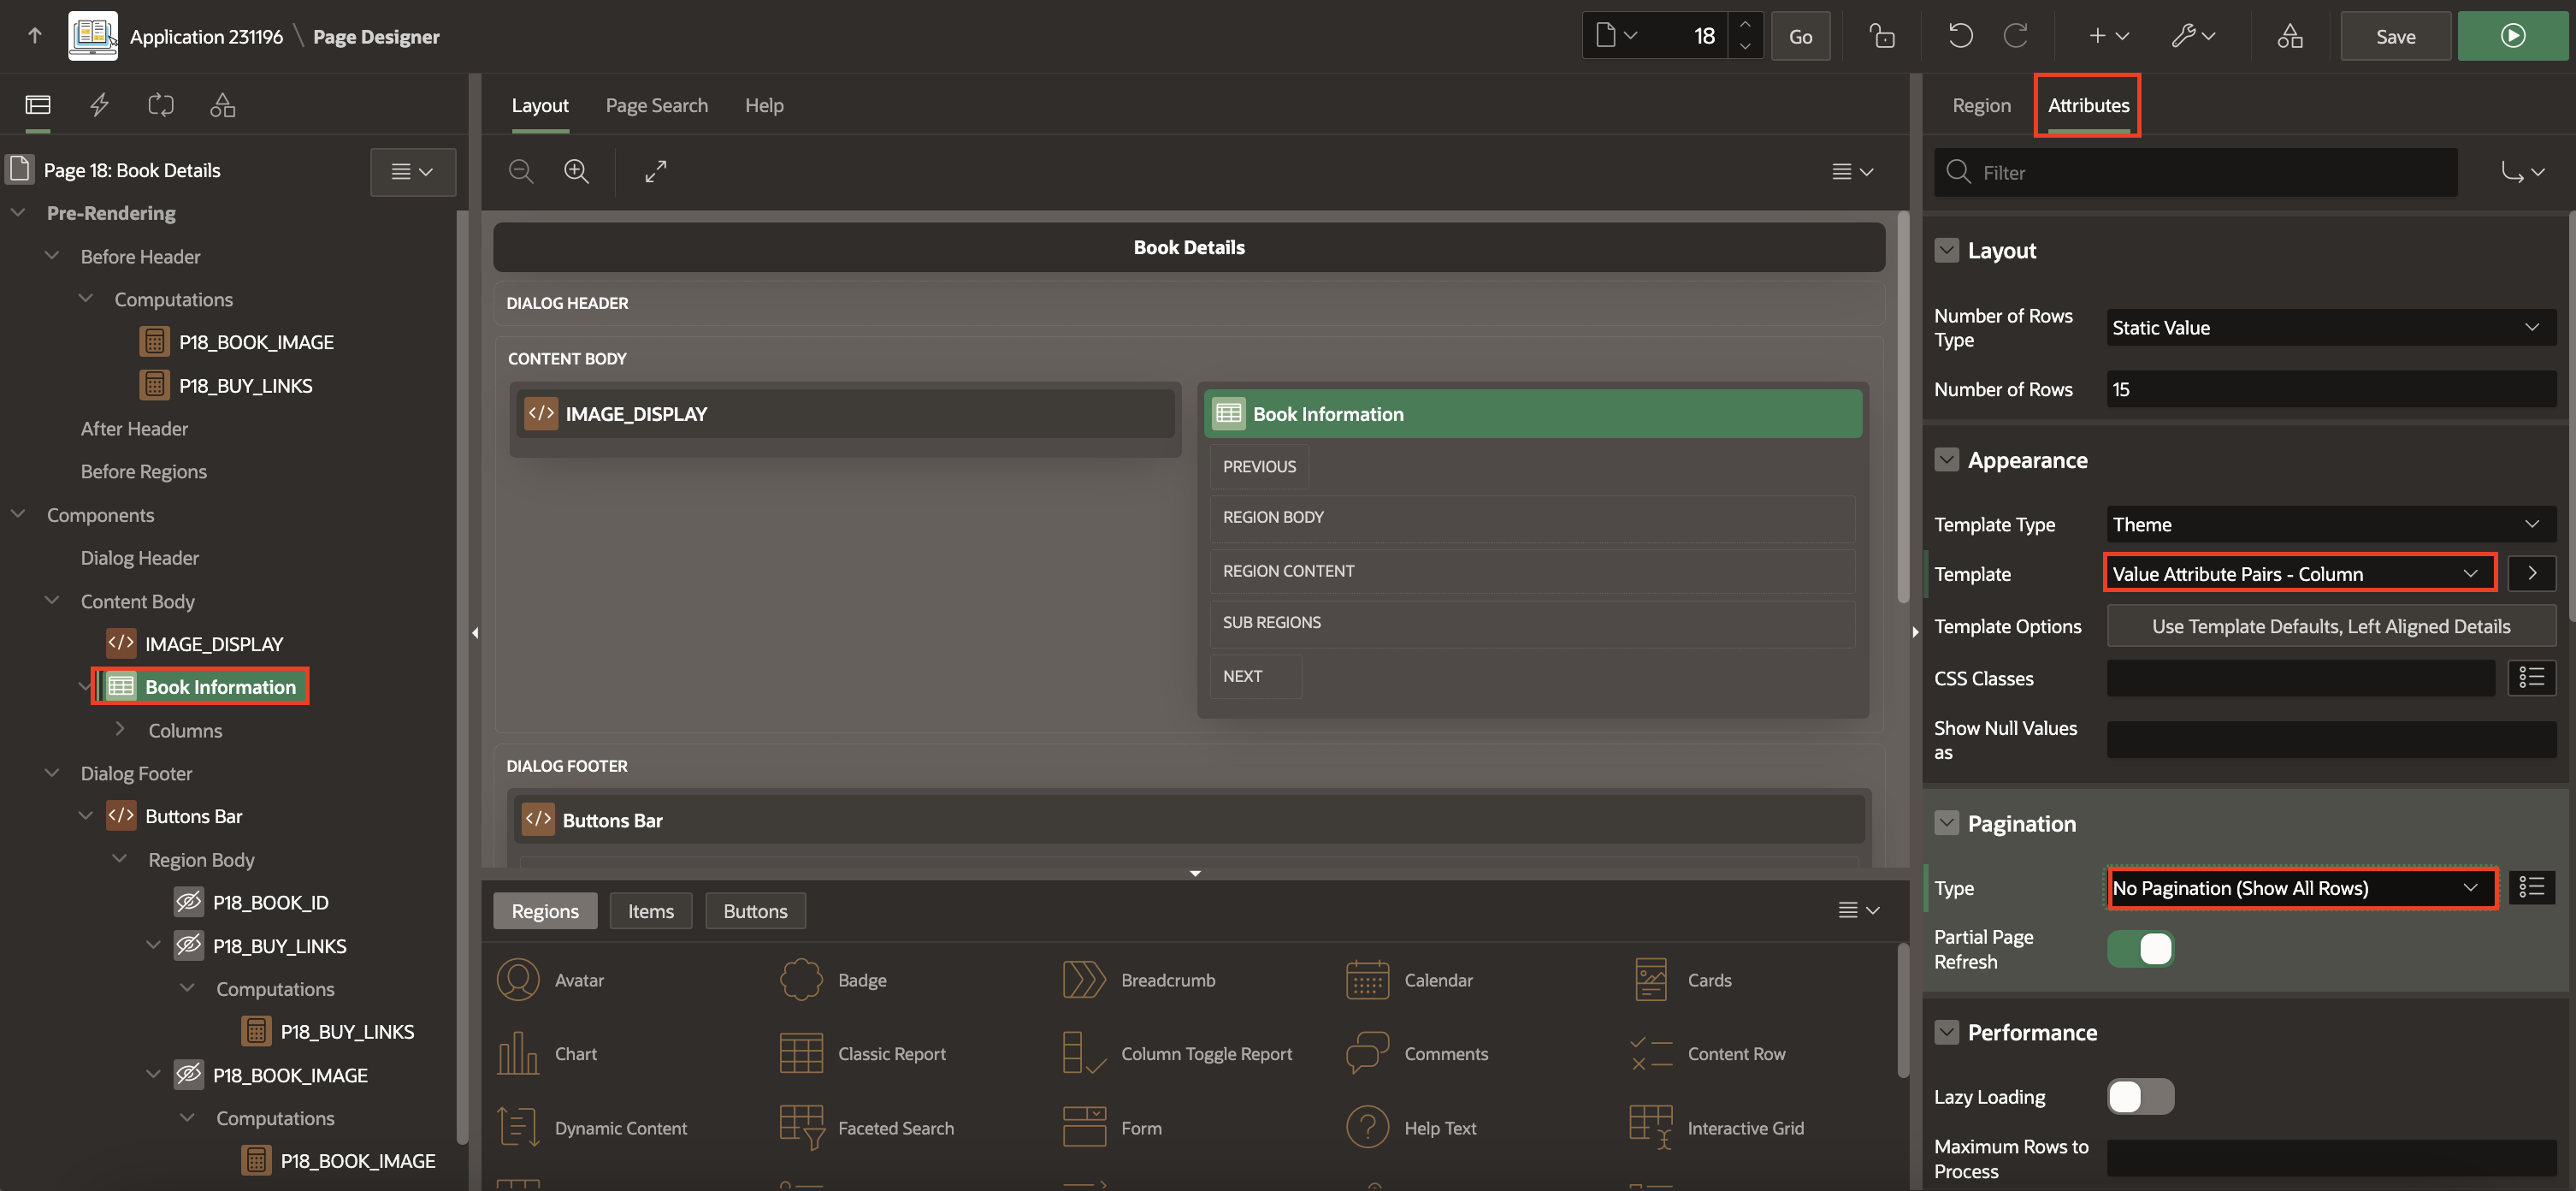 Application 231196 \ Page Designer
18
Go
Save
Page 18: Book Details
Pre-Rendering
Before Header
Computations
P18_BOOK_IMAGE
P18_BUY_LINKS
After Header
Before Regions
Components
Dialog Header
Content Body
IMAGE_DISPLAY
Book Information
Columns
Dialog Footer
Buttons Bar
Region Body
P18_BOOK_ID
P18_BUY_LINKS
Computations
P18_BUY_LINKS
P18_BOOK_IMAGE
Computations
P18_BOOK_IMAGE
Layout Page Search Help
Book Details
DIALOG HEADER
CONTENT BODY
IMAGE_DISPLAY
Book Information
PREVIOUS
REGION BODY
REGION CONTENT
SUB REGIONS
NEXT
DIALOG FOOTER
Buttons Bar
Regions Items Buttons
Avatar Badge Breadcrumb Calendar Cards
Chart Classic Report Column Toggle Report Comments Content Row
Dynamic Content Faceted Search Form Help Text Interactive Grid
Region Attributes
Filter
Layout
Number of Rows Type
Static Value
Number of Rows 15
Appearance
Template Type Theme
Template Value Attribute Pairs - Column
Template Options Use Template Defaults, Left Aligned Details
CSS Classes
Show Null Values as
Pagination
Type No Pagination (Show All Rows)
Partial Page Refresh
Performance
Lazy Loading
Maximum Rows to Process